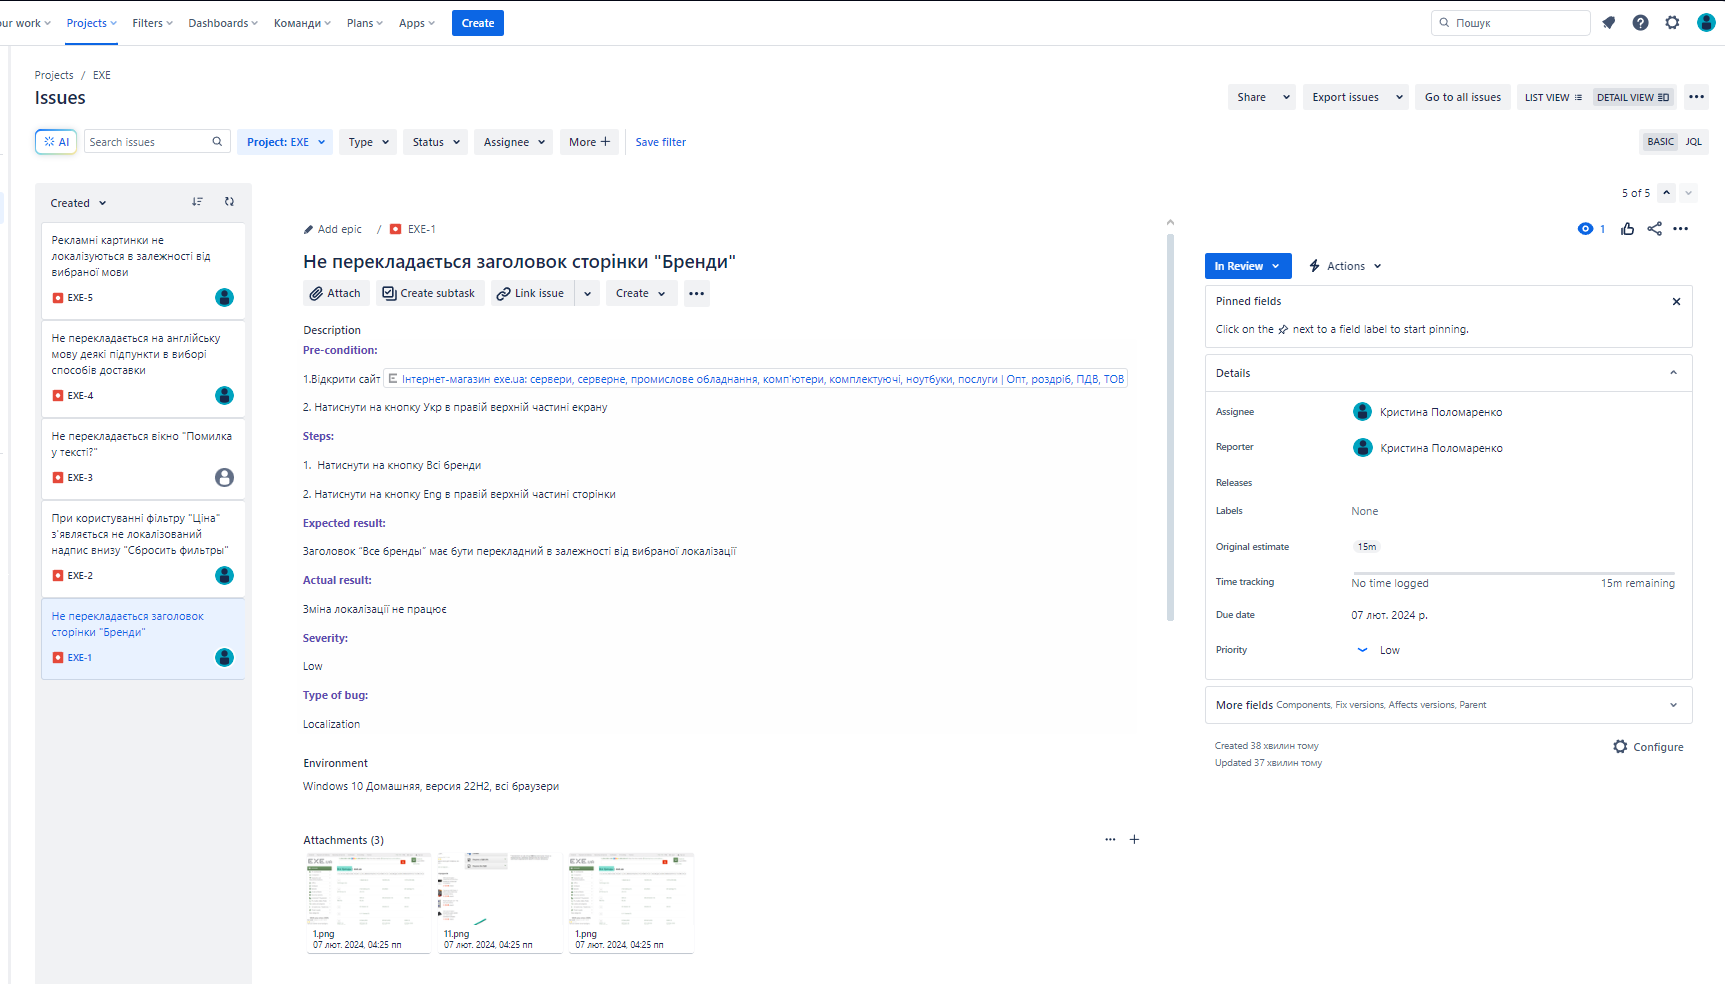 our work
Projects
Filters
Dashboards
Команди
Plans
Apps
Create
Пошук
Projects / EXE
Issues
Share
Export issues
Go to all issues
LIST VIEW
DETAIL VIEW
AI
Search issues
Project: EXE
Type
Status
Assignee
More
Save filter
BASIC
JQL
Created
Рекламні картинки не
локалізуються в залежності від
вибраної мови
EXE-5
Не перекладається на англійську
мову деякі підпункти в виборі
способів доставки
EXE-4
Не перекладається вікно "Помилка
у тексті?"
EXE-3
При користуванні фільтру "Ціна"
з'являється не локалізований
надпис внизу "Сбросить фильтры"
EXE-2
Не перекладається заголовок
сторінки "Бренди"
EXE-1
5 of 5
Add epic / EXE-1
Не перекладається заголовок сторінки "Бренди"
Attach
Create subtask
Link issue
Create
Description
Pre-condition:
1.Відкрити сайт Інтернет-магазин exe.ua: сервери, серверне, промислове обладнання, комп'ютери, комплектуючі, ноутбуки, послуги | Опт, роздріб, ПДВ, ТОВ
2. Натиснути на кнопку Укр в правій верхній частині екрану
Steps:
1. Натиснути на кнопку Всі бренди
2. Натиснути на кнопку Eng в правій верхній частині сторінки
Expected result:
Заголовок "Все бренды" має бути перекладний в залежності від вибраної локалізації
Actual result:
Зміна локалізації не працює
Severity:
Low
Type of bug:
Localization
Environment
Windows 10 Домашняя, версия 22H2, всі браузери
Attachments (3)
EXE.ua
EXE.ua
1.png
07 лют. 2024, 04:25 пп
11.png
07 лют. 2024, 04:25 пп
1.png
07 лют. 2024, 04:25 пп
1
In Review
Actions
Pinned fields
Click on the next to a field label to start pinning.
Details
Assignee
Кристина Поломаренко
Reporter
Кристина Поломаренко
Releases
Labels
None
Original estimate
15m
Time tracking
No time logged
15m remaining
Due date
07 лют. 2024 р.
Priority
Low
More fields Components, Fix versions, Affects versions, Parent
Created 38 хвилин тому
Updated 37 хвилин тому
Configure